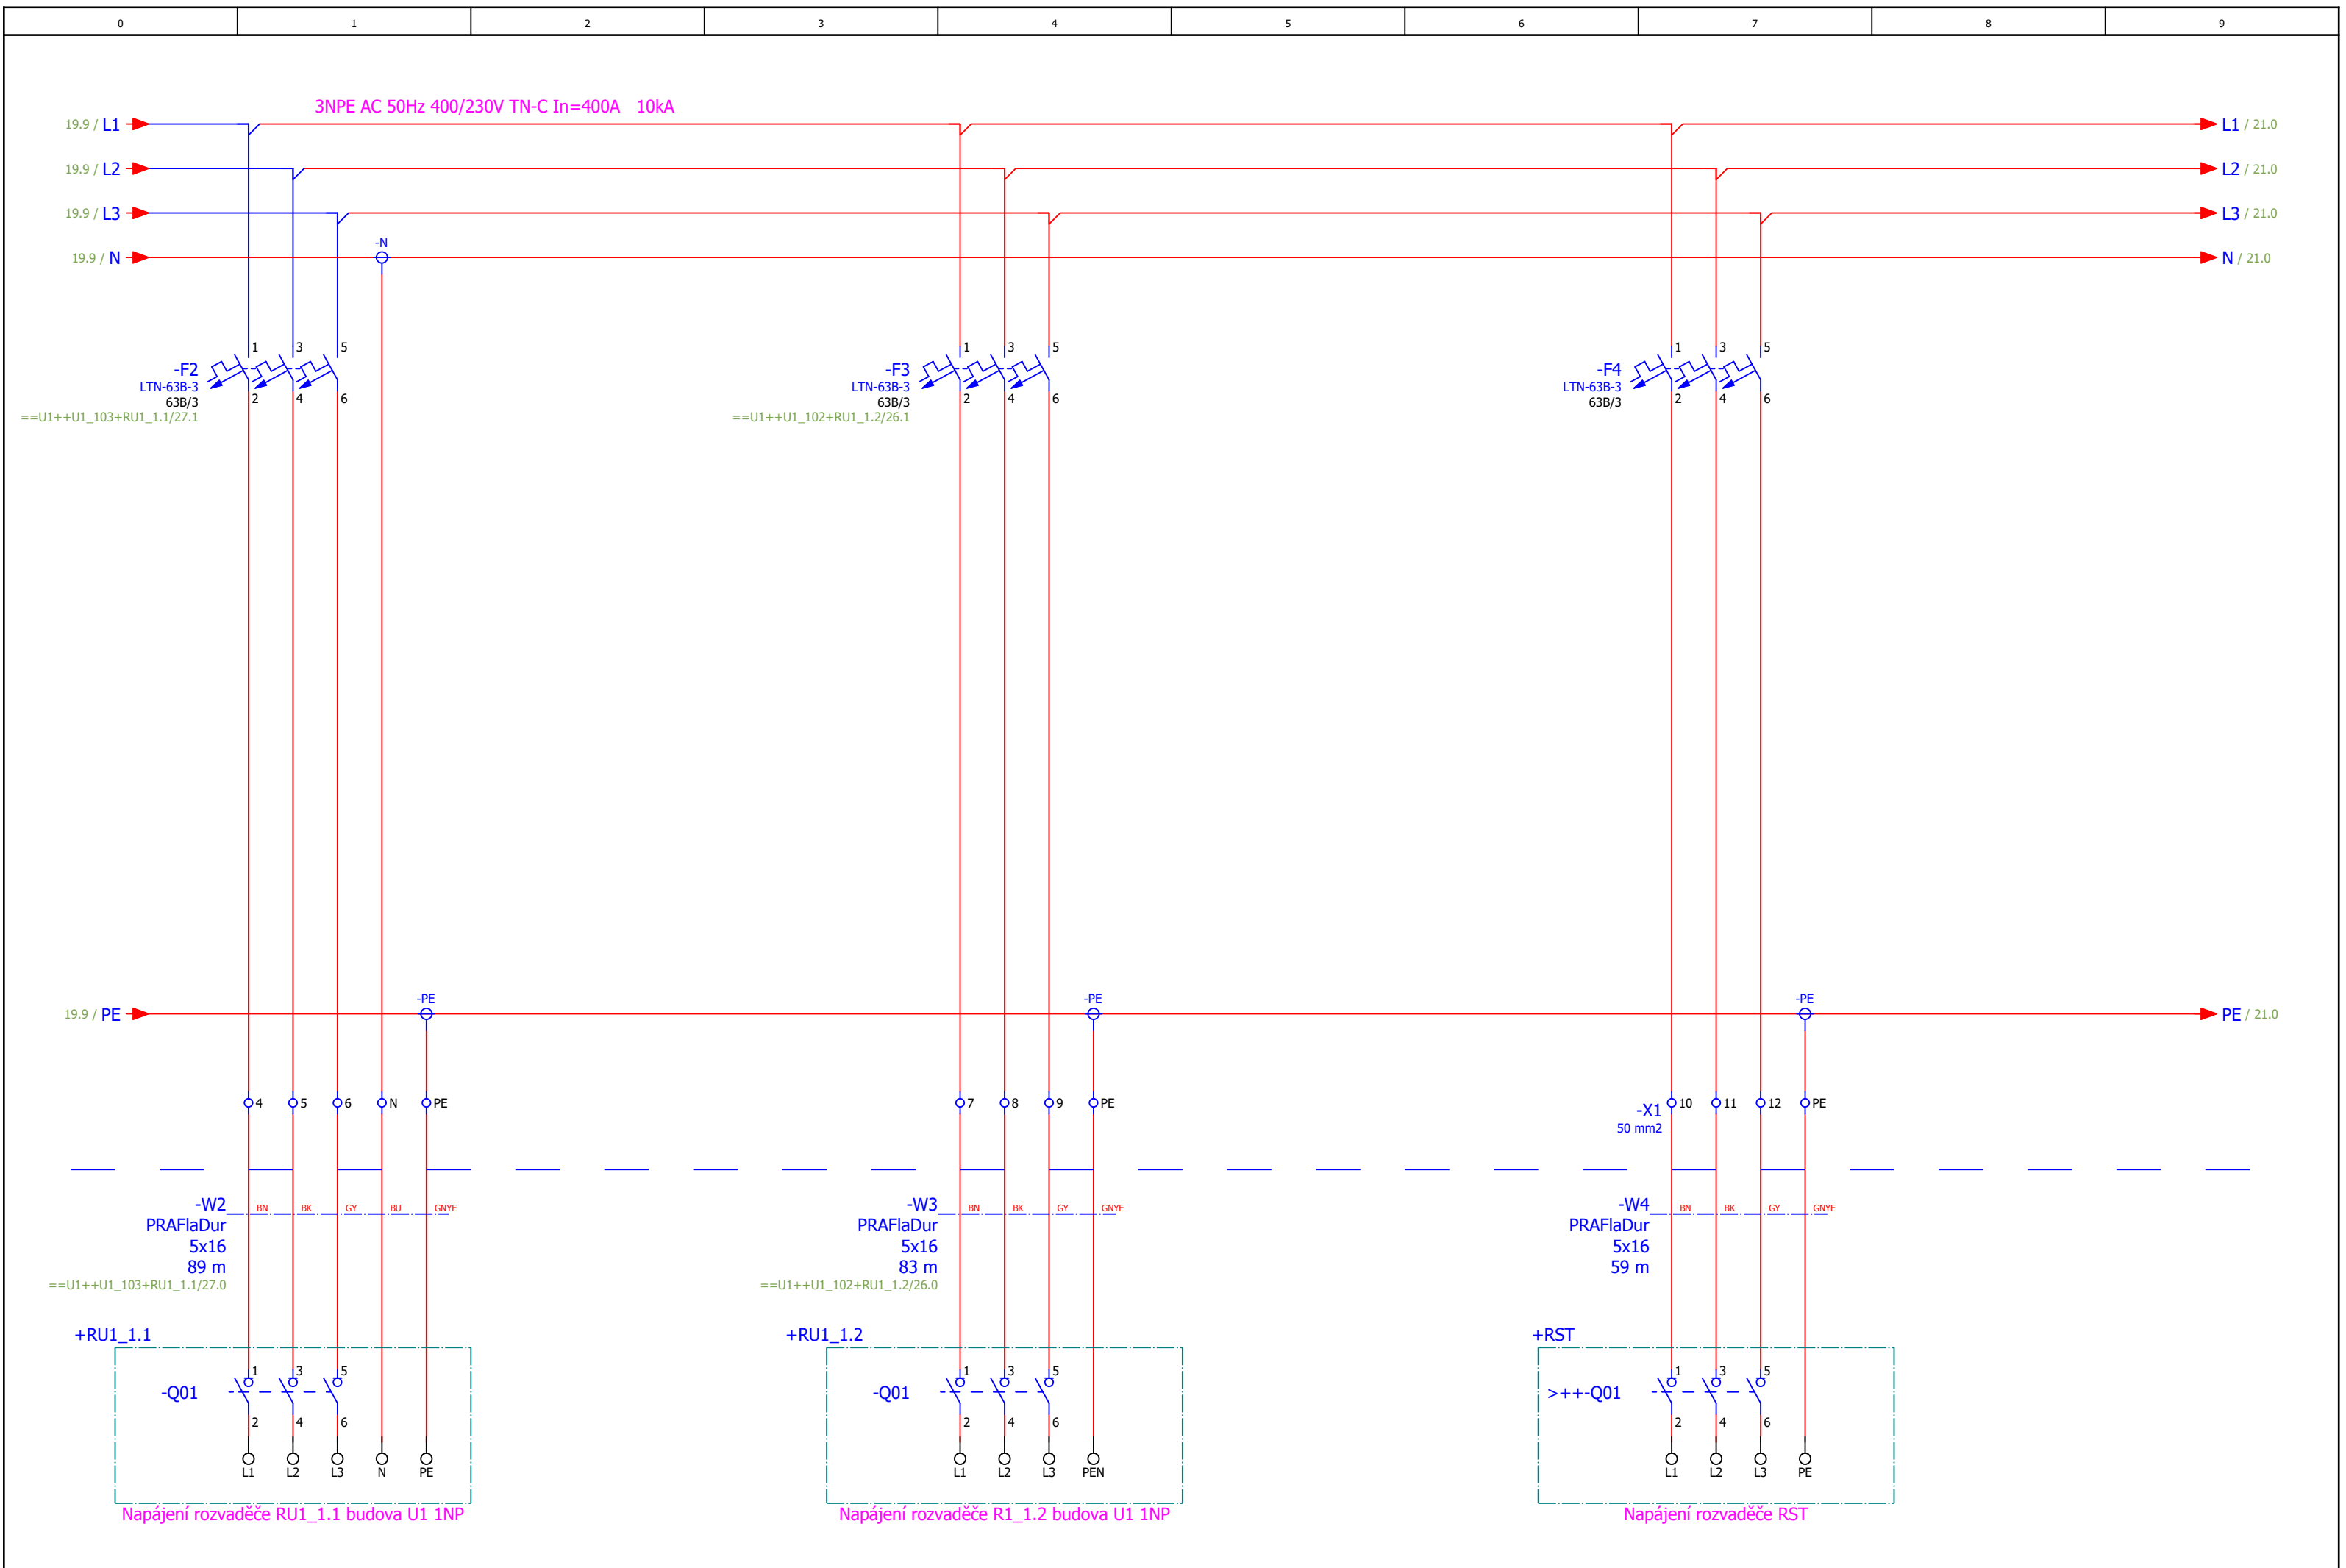 0 1 2 3 4 5 6 7 8 9
3NPE AC 50Hz 400/230V TN-C In=400A 10kA
19.9 / L1 L1 / 21.0
19.9 / L2 L2 / 21.0
19.9 / L3 L3 / 21.0
-N
19.9 / N N / 21.0
1 3 5 1 3 5 1 3 5
-F2 -F3 -F4
LTN-63B-3 LTN-63B-3 LTN-63B-3
2 4 6 2 4 6 2 4 6
63B/3 63B/3 63B/3
==U1++U1_103+RU1_1.1/27.1 ==U1++U1_102+RU1_1.2/26.1
-PE -PE -PE
19.9 / PE PE / 21.0
4 5 6 N PE 7 8 9 PE -X1 10 11 12 PE
50 mm2
-W2 BN BK GY BU GNYE -W3 BN BK GY GNYE -W4 BN BK GY GNYE
PRAFlaDur PRAFlaDur PRAFlaDur
5x16 5x16 5x16
89 m 83 m 59 m
==U1++U1_103+RU1_1.1/27.0 ==U1++U1_102+RU1_1.2/26.0
+RU1_1.1 +RU1_1.2 +RST
1 3 5 1 3 5 1 3 5
-Q01 -Q01 >++-Q01
2 4 6 2 4 6 2 4 6
L1 L2 L3 N PE L1 L2 L3 PEN L1 L2 L3 PE
Napájení rozvaděče RU1_1.1 budova U1 1NP Napájení rozvaděče R1_1.2 budova U1 1NP Napájení rozvaděče RST